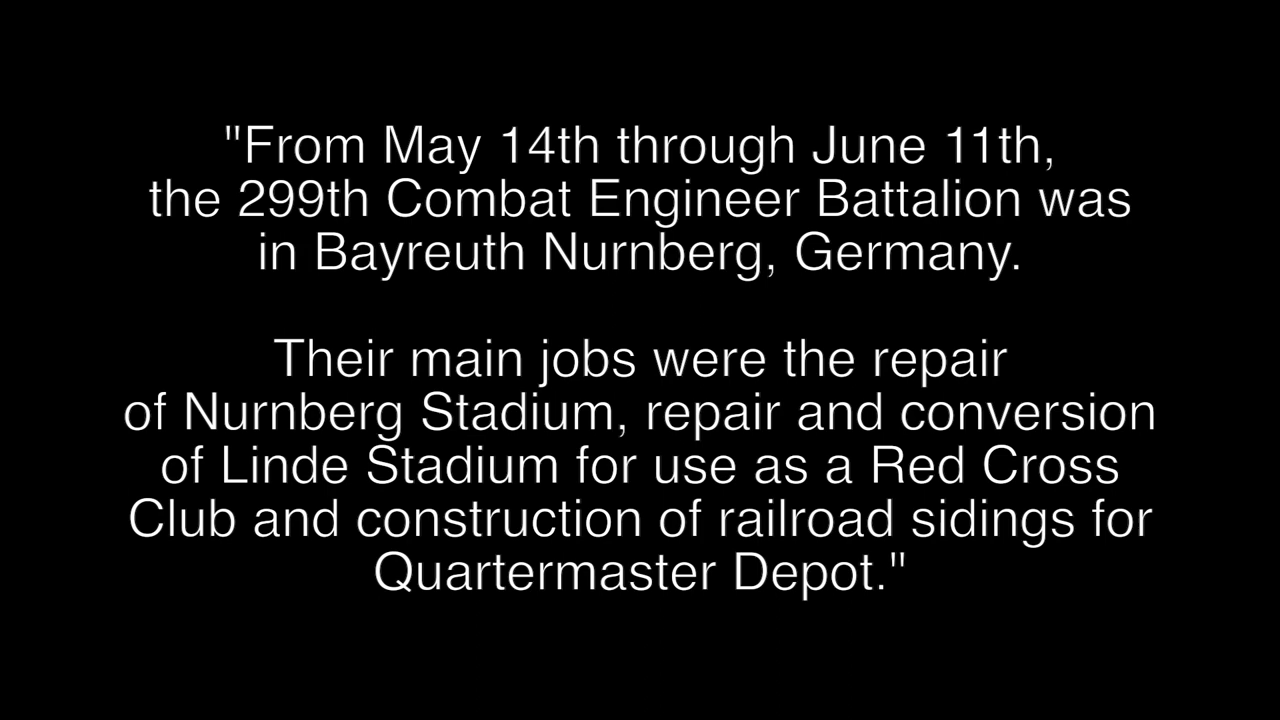 "From May 14th through June 11th,
the 299th Combat Engineer Battalion was
in Bayreuth Nurnberg, Germany.
Their main jobs were the repair
of Nurnberg Stadium, repair and conversion
of Linde Stadium for use as a Red Cross
Club and construction of railroad sidings for
Quartermaster Depot."